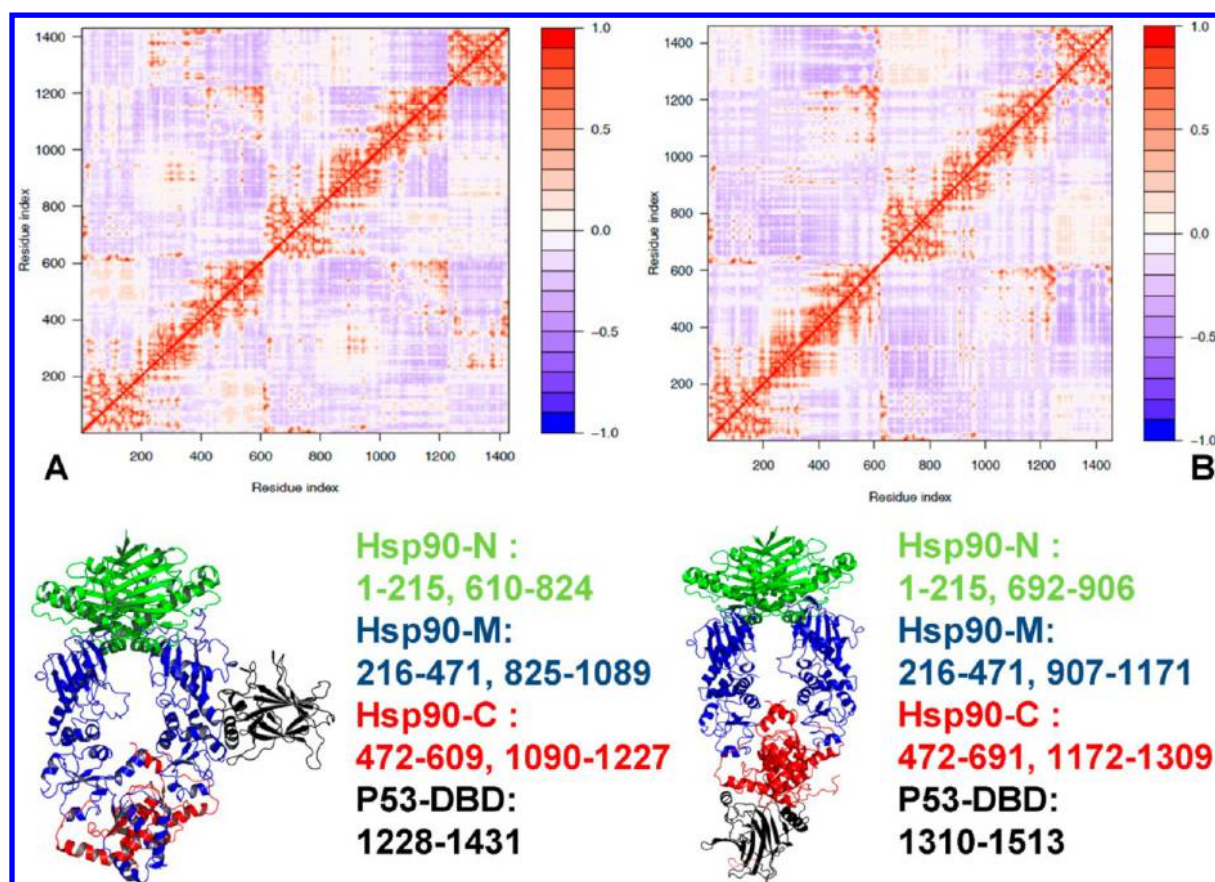 1400
1200
1000
800
600
400
200
Residue index
200 400 600 800 1000 1200 1400
Residue index
1.0
0.5
0.0
−0.5
−1.0
A
1400
1200
1000
800
600
400
200
Residue index
200 400 600 800 1000 1200 1400
Residue index
1.0
0.5
0.0
−0.5
−1.0
B
Hsp90-N :
1-215, 610-824
Hsp90-M:
216-471, 825-1089
Hsp90-C :
472-609, 1090-1227
P53-DBD:
1228-1431
Hsp90-N :
1-215, 692-906
Hsp90-M:
216-471, 907-1171
Hsp90-C :
472-691, 1172-1309
P53-DBD:
1310-1513